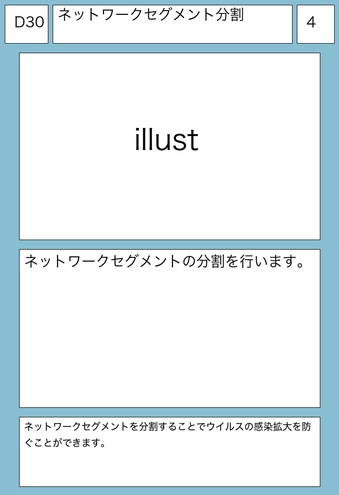 D30
ネットワークセグメント分割
4
illust
ネットワークセグメントの分割を行います。
ネットワークセグメントを分割することでウイルスの感染拡大を防
ぐことができます。